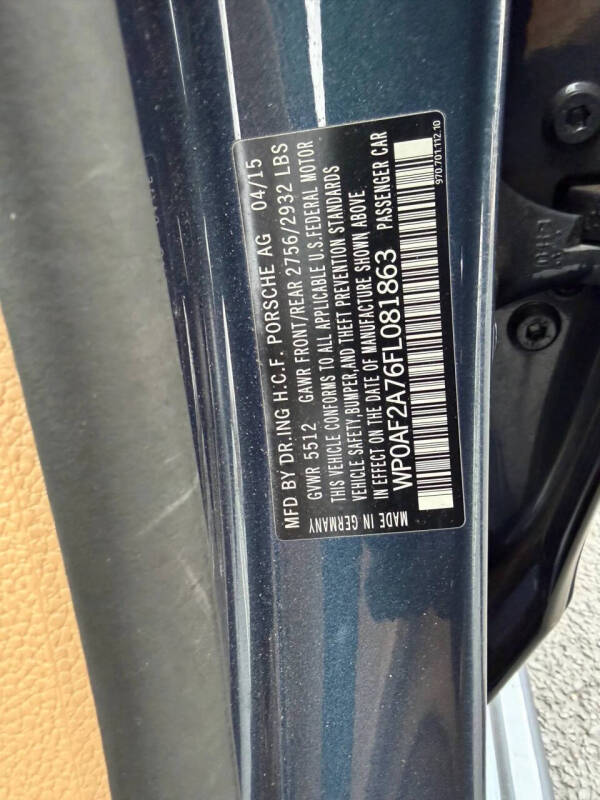 MFD BY DR.ING H.C.F. PORSCHE AG 04/15
GVWR 5512 GAWR FRONT/REAR 2756/2932 LBS
THIS VEHICLE CONFORMS TO ALL APPLICABLE U.S.FEDERAL MOTOR
VEHICLE SAFETY,BUMPER,AND THEFT PREVENTION STANDARDS
IN EFFECT ON THE DATE OF MANUFACTURE SHOWN ABOVE.
WP0AF2A76FL081863 PASSENGER CAR
MADE IN GERMANY
970.701.112.10